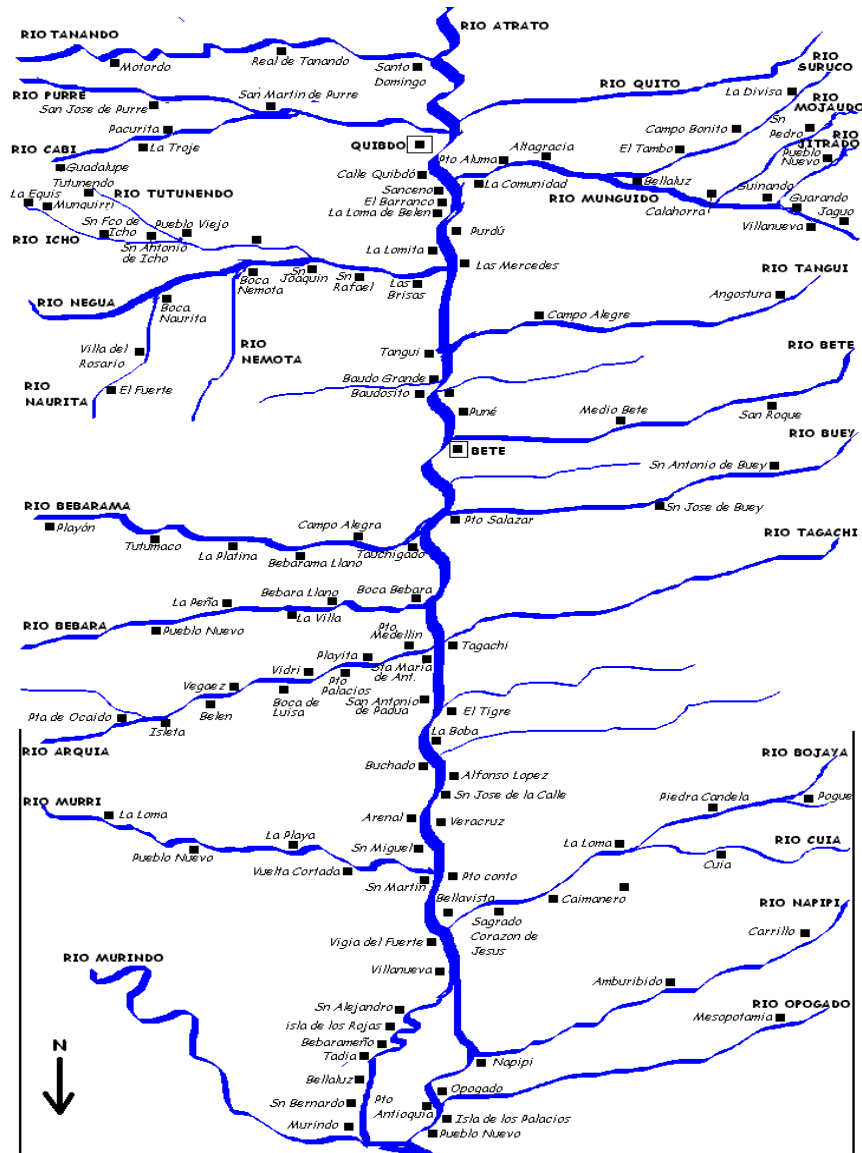 RIO ATRATO
RIO TANANDO
Motordo
Real de Tanando
Santo
Domingo
RIO QUITO
RIO
SURUCO
La Divisa
RIO
MOJAUDO
RIO PURRE
San Jose de Purre
San Martin de Purre
Pacurita
La Troje
RIO CABI
Guadalupe
QUIBDO
Pto Aluma
Altagracia
Campo Bonito
El Tambo
Sn
Pedro
RIO
JITRADO
Pueblo
Nuevo
Tutunendo
RIO TUTUNENDO
La Equis
Munquirri
Calle Quibdó
Sanceno
El Barranco
La Loma de Belen
La Comunidad
Bellaluz
RIO MUNGUIDO
Calahorra
Guinando
Guarando
Jaguo
Villanueva
Sn Fco de
Icho
Pueblo Viejo
RIO ICHO
Sn Antonio
de Icho
Purdú
La Lomita
Las Mercedes
Boca
Nemota
Sn
Joaquin
Sn
Rafael
Las
Brisas
RIO TANGUI
Angostura
RIO NEGUA
Boca
Naurita
Campo Alegre
Villa del
Rosario
RIO
NEMOTA
Tangui
RIO BETE
RIO
NAURITA
El Fuerte
Baudo Grande
Baudosito
Puné
Medio Bete
San Roque
RIO BUEY
BETE
Sn Antonio de Buey
RIO BEBARAMA
Playón
Tutumaco
La Platina
Campo Alegra
Bebarama Llano
Tauchigado
Pto Salazar
Sn Jose de Buey
RIO TAGACHI
La Peña
Bebara Llano
Boca Bebara
La Villa
RIO BEBARA
Pueblo Nuevo
Pto
Medellin
Tagachi
Playita
Sta Maria
de Ant.
Vidri
Pto
Palacios
Vegaez
Boca de
Luisa
San Antonio
de Padua
Belen
Pta de Ocaido
Isleta
El Tigre
La Boba
RIO ARQUIA
RIO BOJAYA
Buchado
Alfonso Lopez
Sn Jose de la Calle
Piedra Candela
Pogue
RIO MURRI
La Loma
Arenal
Veracruz
La Playa
Pueblo Nuevo
Sn Miguel
La Loma
RIO CUIA
Cuia
Vuelta Cortada
Sn Martin
Pto conto
Bellavista
Caimanero
RIO NAPIPI
Sagrado
Corazon de
Jesus
Carrillo
Vigia del Fuerte
RIO MURINDO
Villanueva
Amburibido
RIO OPOGADO
Sn Alejandro
isla de los Rojas
Mesopotamia
N
Bebarameño
Tadia
Napipi
Bellaluz
Opogado
Sn Bernardo
Pto
Antioquia
Murindo
Isla de los Palacios
Pueblo Nuevo